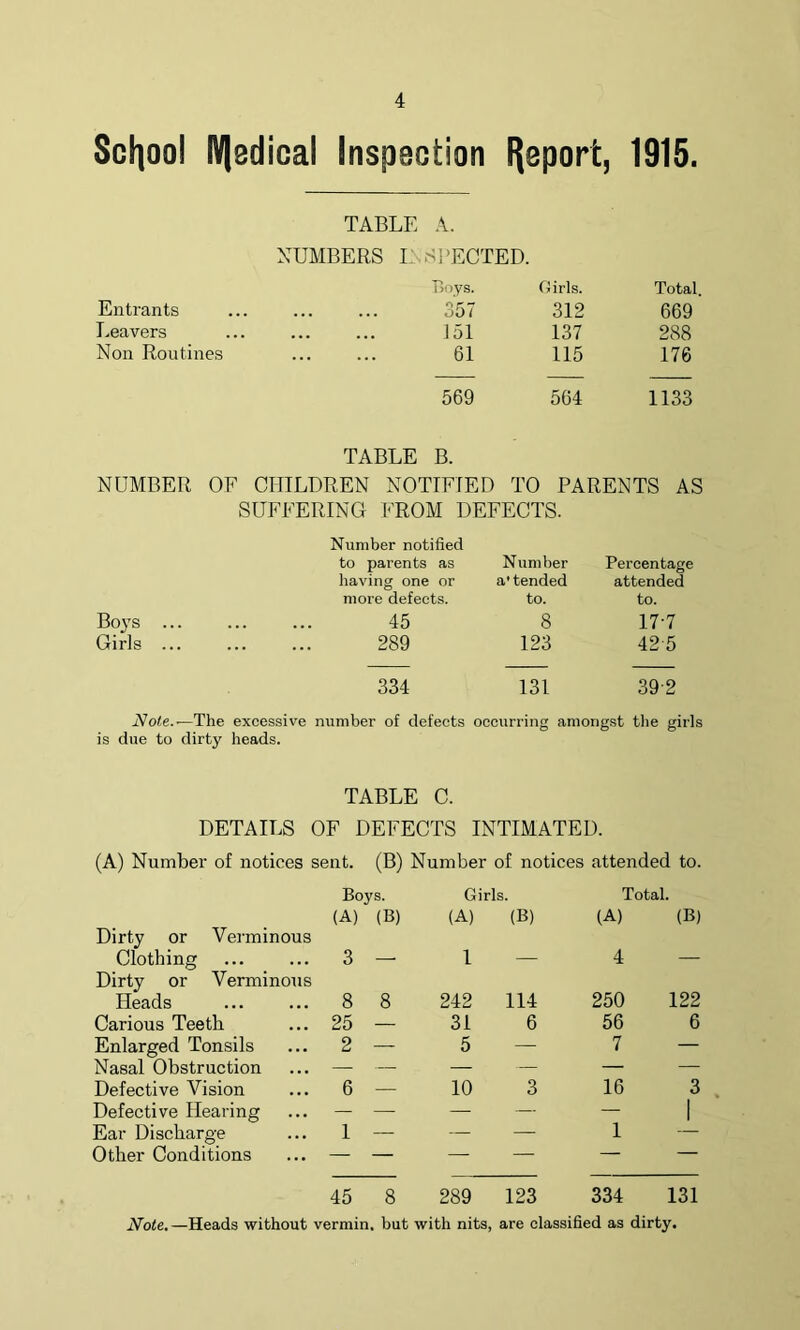 4
School Medical Inspection Report, 1915.
TABLE A.
NUMBERS INSPECTED.
Boys. Girls. Total.
Entrants ... ... ... 357 312 669
Leavers ... ... ... 151 137 288
Non Routines ... ... 61 115 176
569 564 1133
TABLE B.
NUMBER OF CHILDREN NOTIFIED TO PARENTS AS
SUFFERING FROM DEFECTS.
Number notified
to parents as Number Percentage
having one or a'tended attended
more defects. to. to.
Boys ... ... ... 45 8 17·7
Girls ... ... ... 289 123 42 5
334 131 39·2
Note.—The excessive number of defects occurring amongst the girls
is due to dirty heads.
TABLE C.
DETAILS OF DEFECTS INTIMATED.
(A) Number of notices sent. (B) Number of notices attended to.
Boys. Girls. Total.
(A) (B) (A) (B) (A) (B)
Dirty or Verminous
Clothing ... ... 3 — 1 — 4 —
Dirty or Verminous
Heads ... ... 8 8 242 114 250 122
Carious Teeth ... 25 — 31 6 56 6
Enlarged Tonsils ... 2 — 5 — 7 —
Nasal Obstruction ... — — — — — —
Defective Vision ... 6 — 10 3 16 3
Defective Hearing ... — — — — — |
Ear Discharge ... 1 — — — 1 —
Other Conditions ... — — — — — —
45 8 289 123 334 131
Note.—Heads without vermin. but with nits, are classified as dirty.